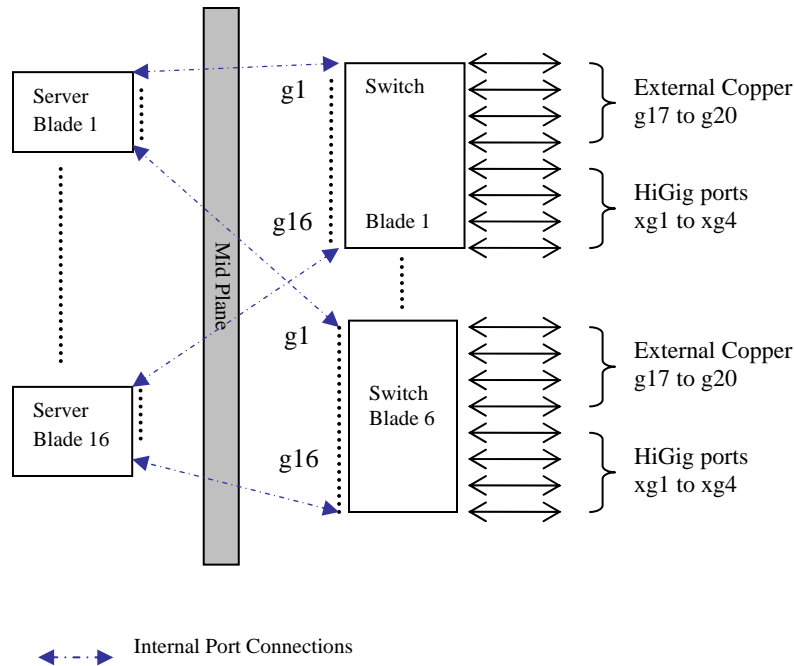 Server
Blade 1
g1
Switch
External Copper
g17 to g20
g16
Blade 1
HiGig ports
xg1 to xg4
Mid Plane
Server
Blade 16
g1
Switch
Blade 6
External Copper
g17 to g20
g16
HiGig ports
xg1 to xg4
Internal Port Connections